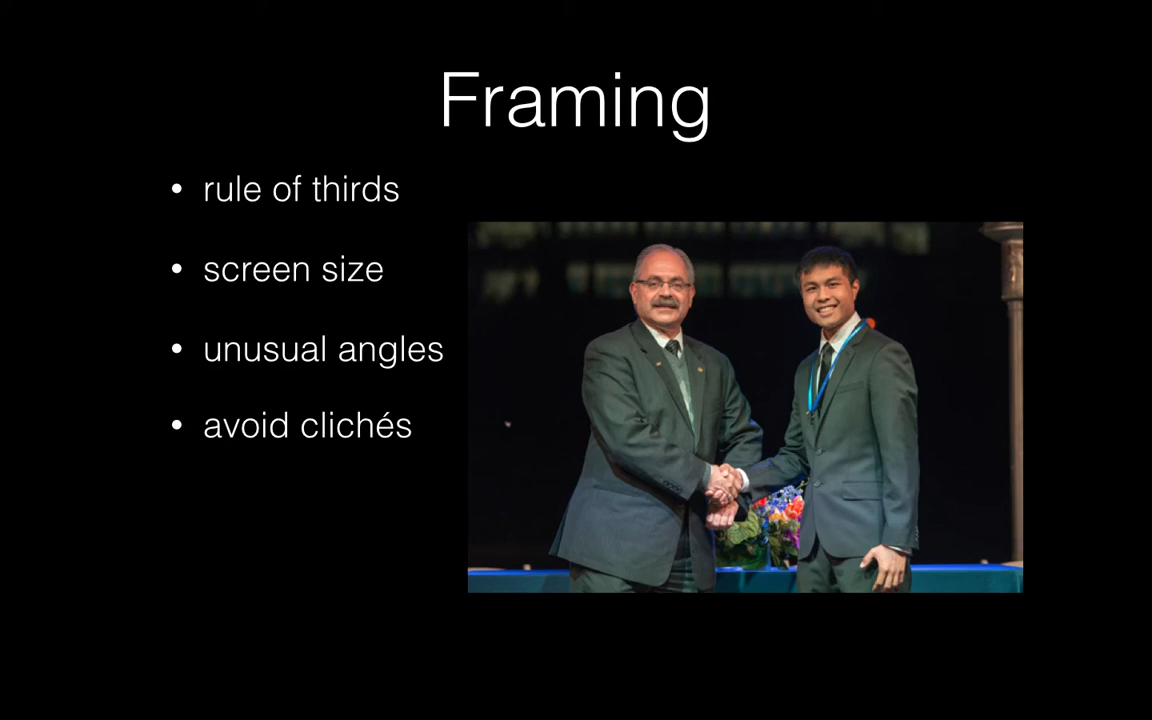 Framing
• rule of thirds
• screen size
• unusual angles
• avoid clichés